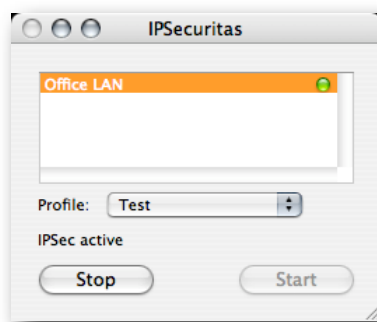 IPSecuritas
Office LAN
Profile: Test
IPSec active
Stop Start